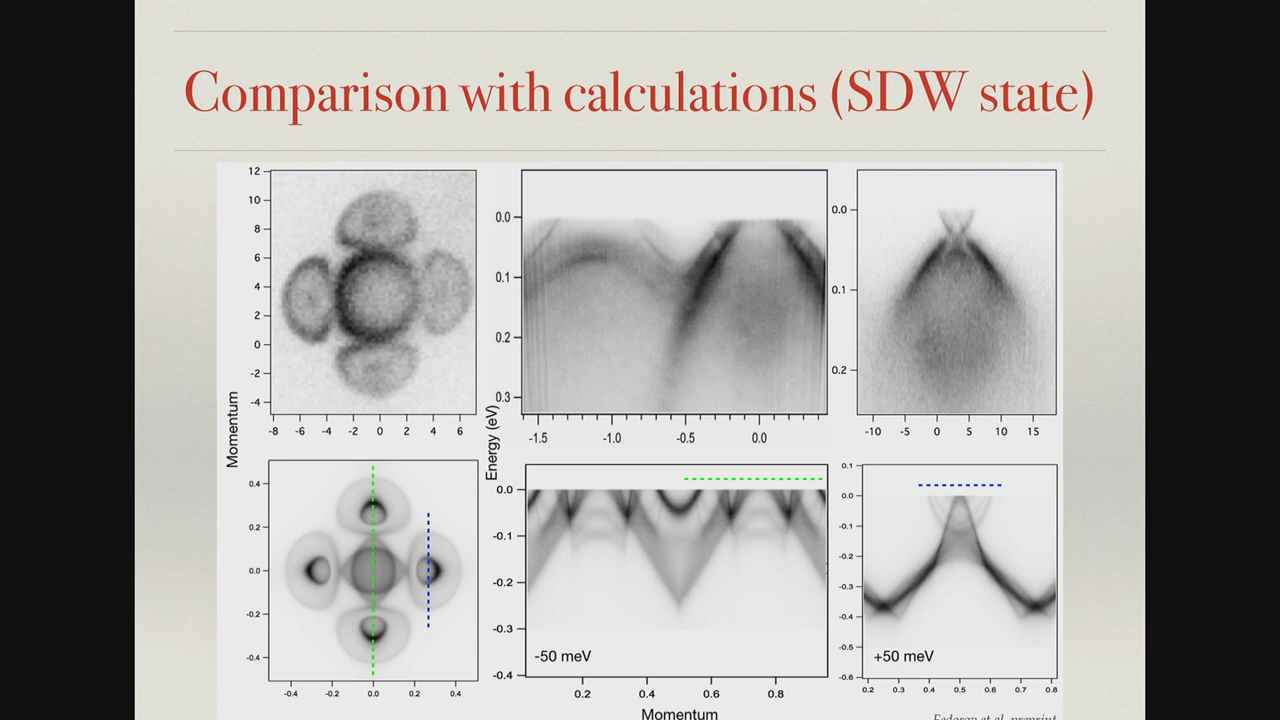 Comparison with calculations (SDW state)
12
10
8
6
4
2
0
-2
-4
-8 -6 -4 -2 0 2 4 6
0.0
0.1
0.2
0.3
-1.5 -1.0 -0.5 0.0
0.0
0.1
0.2
-10 -5 0 5 10 15
Momentum
Energy (eV)
0.4
0.2
0.0
-0.2
-0.4
-0.4 -0.2 0.0 0.2 0.4
0.0
-0.1
-0.2
-0.3
-0.4
-50 meV
0.2 0.4 0.6 0.8
Momentum
0.1
0.0
-0.1
-0.2
-0.3
-0.4
-0.5
-0.6
+50 meV
0.2 0.3 0.4 0.5 0.6 0.7 0.8
Fedorov et al. preprint